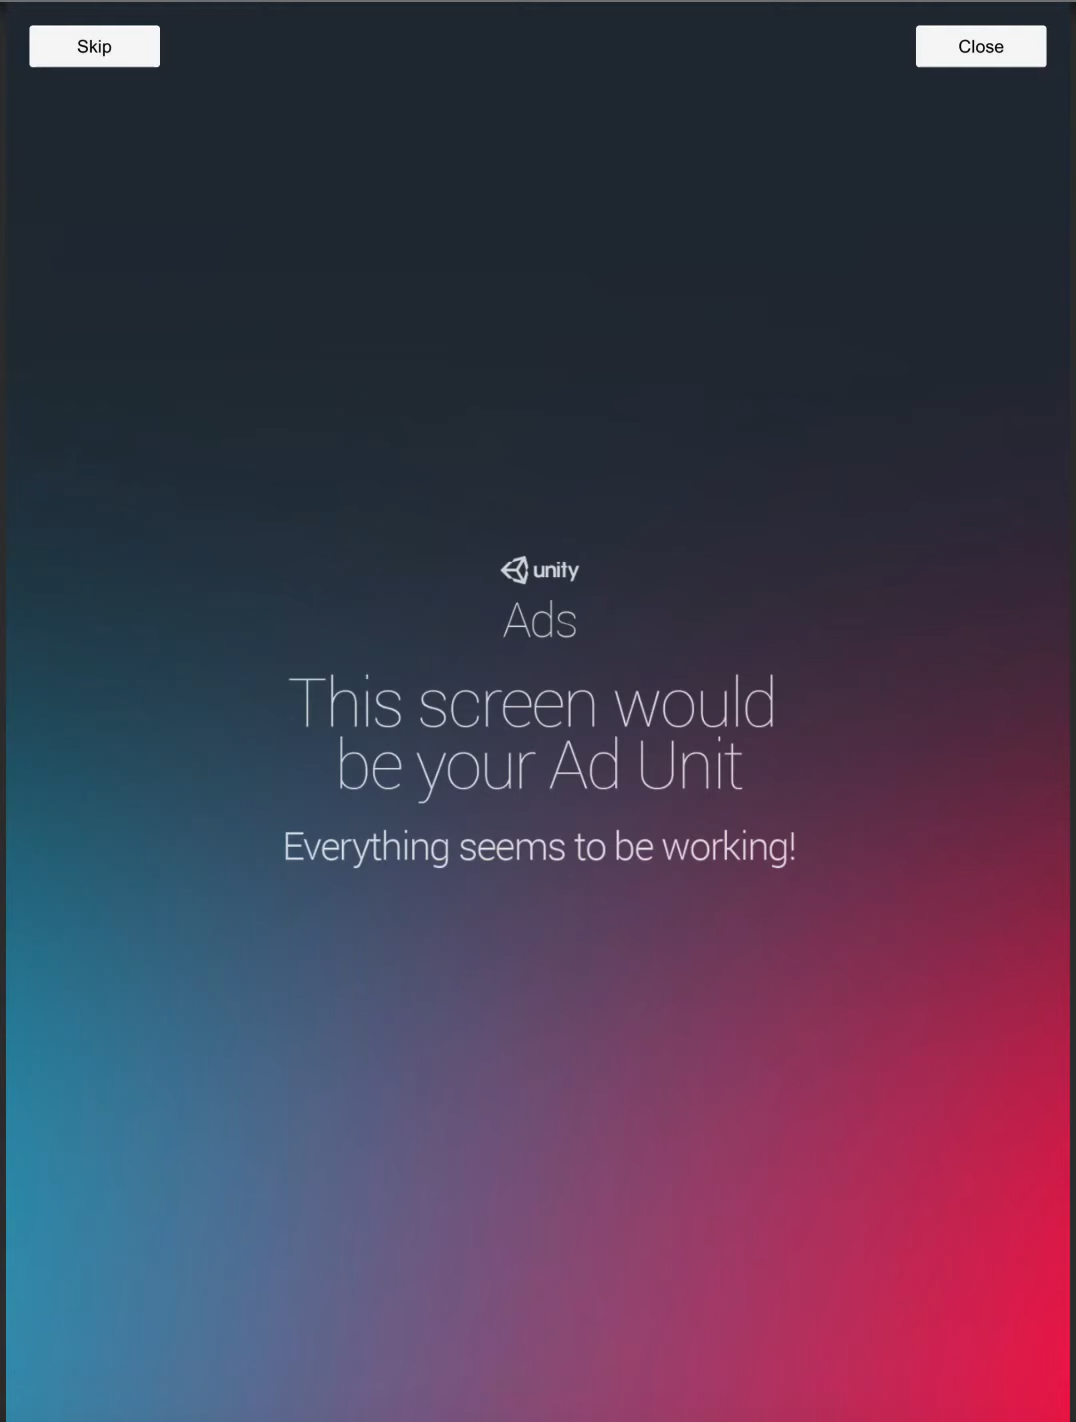 Skip
Close
unity
Ads
This screen would
be your Ad Unit
Everything seems to be working!